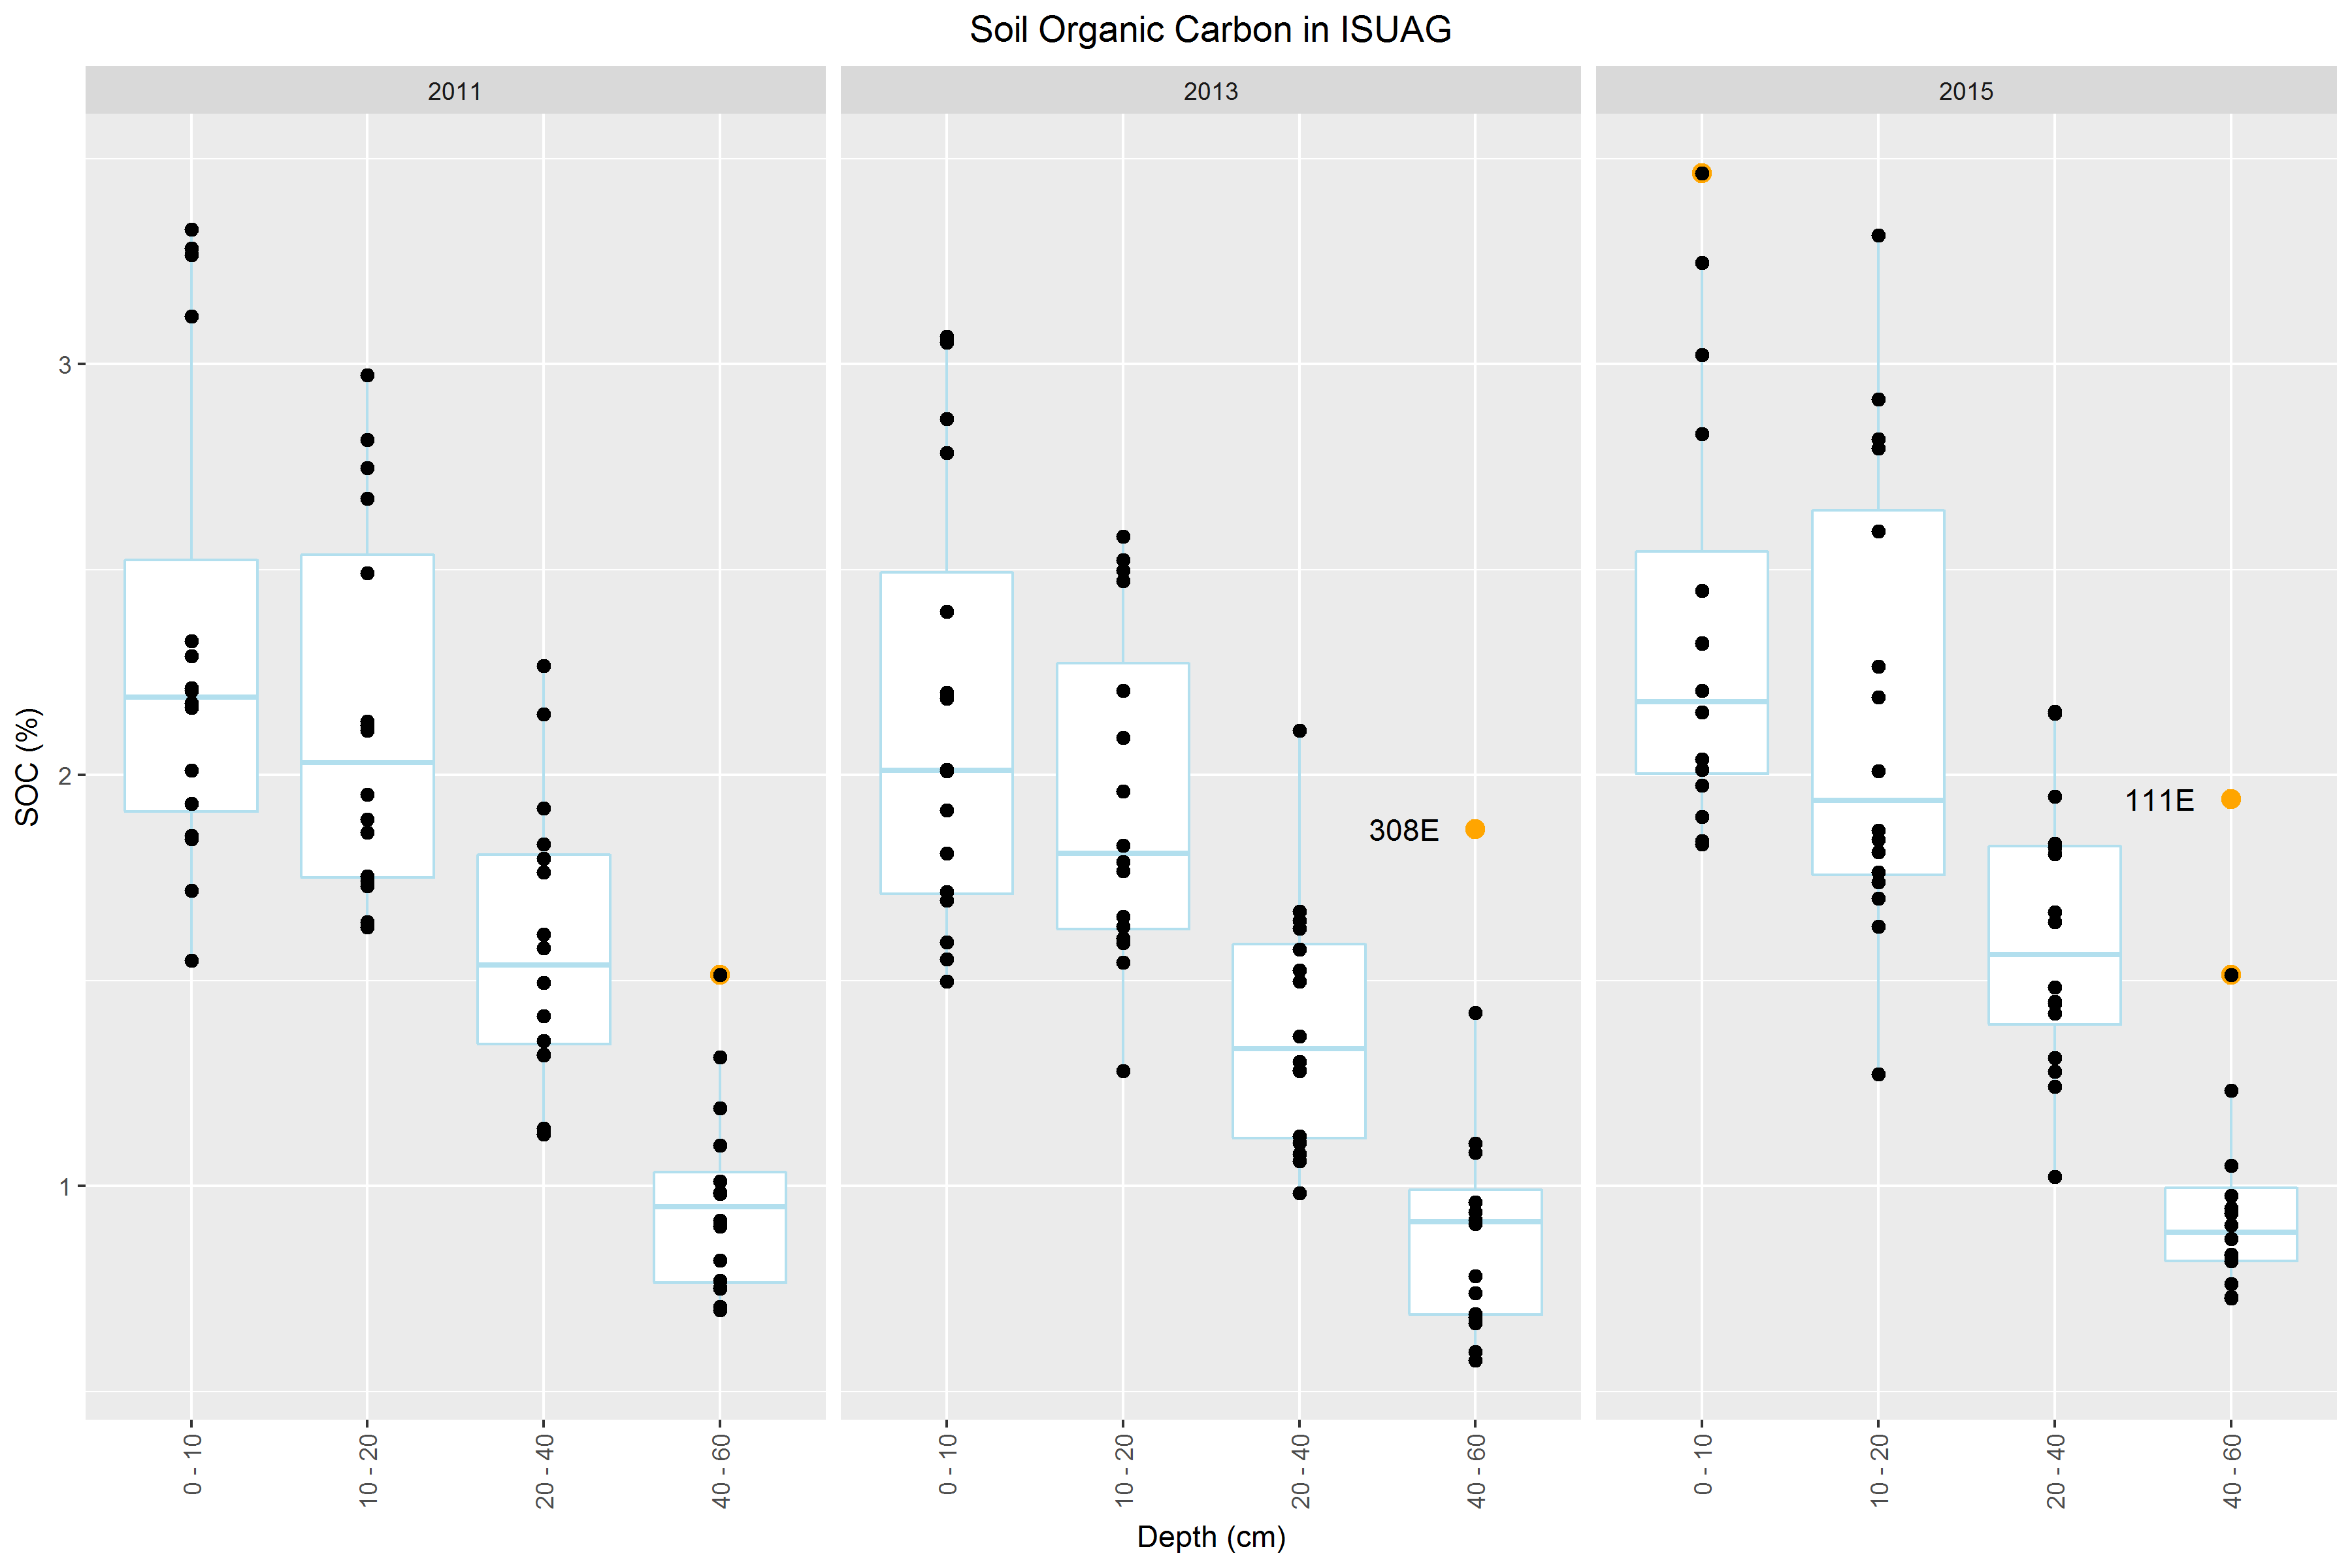 Soil Organic Carbon in ISUAG
2011 2013 2015
SOC (%)
3
2
1
308E
111E
0 - 10 10 - 20 20 - 40 40 - 60 0 - 10 10 - 20 20 - 40 40 - 60 0 - 10 10 - 20 20 - 40 40 - 60
Depth (cm)